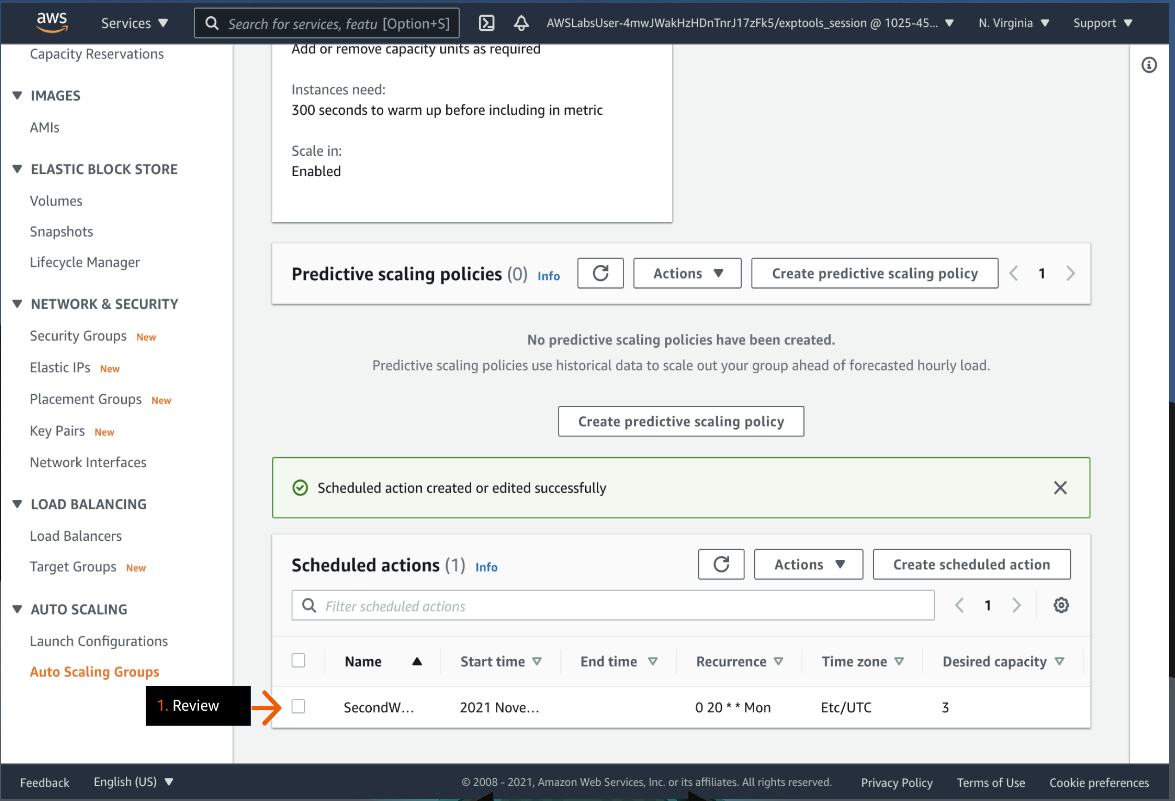 aws
Services ▼
Search for services, featu [Option+S]
AWSLabsUser-4mwJWakHzHDnTnrJ17zFk5/exptools_session @ 1025-45... ▼
N. Virginia ▼
Support ▼
Capacity Reservations
▼ IMAGES
AMIs
▼ ELASTIC BLOCK STORE
Volumes
Snapshots
Lifecycle Manager
▼ NETWORK & SECURITY
Security Groups New
Elastic IPs New
Placement Groups New
Key Pairs New
Network Interfaces
▼ LOAD BALANCING
Load Balancers
Target Groups New
▼ AUTO SCALING
Launch Configurations
Auto Scaling Groups
Add or remove capacity units as required
Instances need:
300 seconds to warm up before including in metric
Scale in:
Enabled
Predictive scaling policies (0) Info
Actions ▼
Create predictive scaling policy
1
No predictive scaling policies have been created.
Predictive scaling policies use historical data to scale out your group ahead of forecasted hourly load.
Create predictive scaling policy
Scheduled action created or edited successfully
Scheduled actions (1) Info
Actions ▼
Create scheduled action
Filter scheduled actions
1
Name ▲ Start time ▽ End time ▽ Recurrence ▽ Time zone ▽ Desired capacity ▽
1. Review
SecondW... 2021 Nove... 0 20 * * Mon Etc/UTC 3
Feedback English (US) ▼ © 2008 - 2021, Amazon Web Services, Inc. or its affiliates. All rights reserved. Privacy Policy Terms of Use Cookie preferences